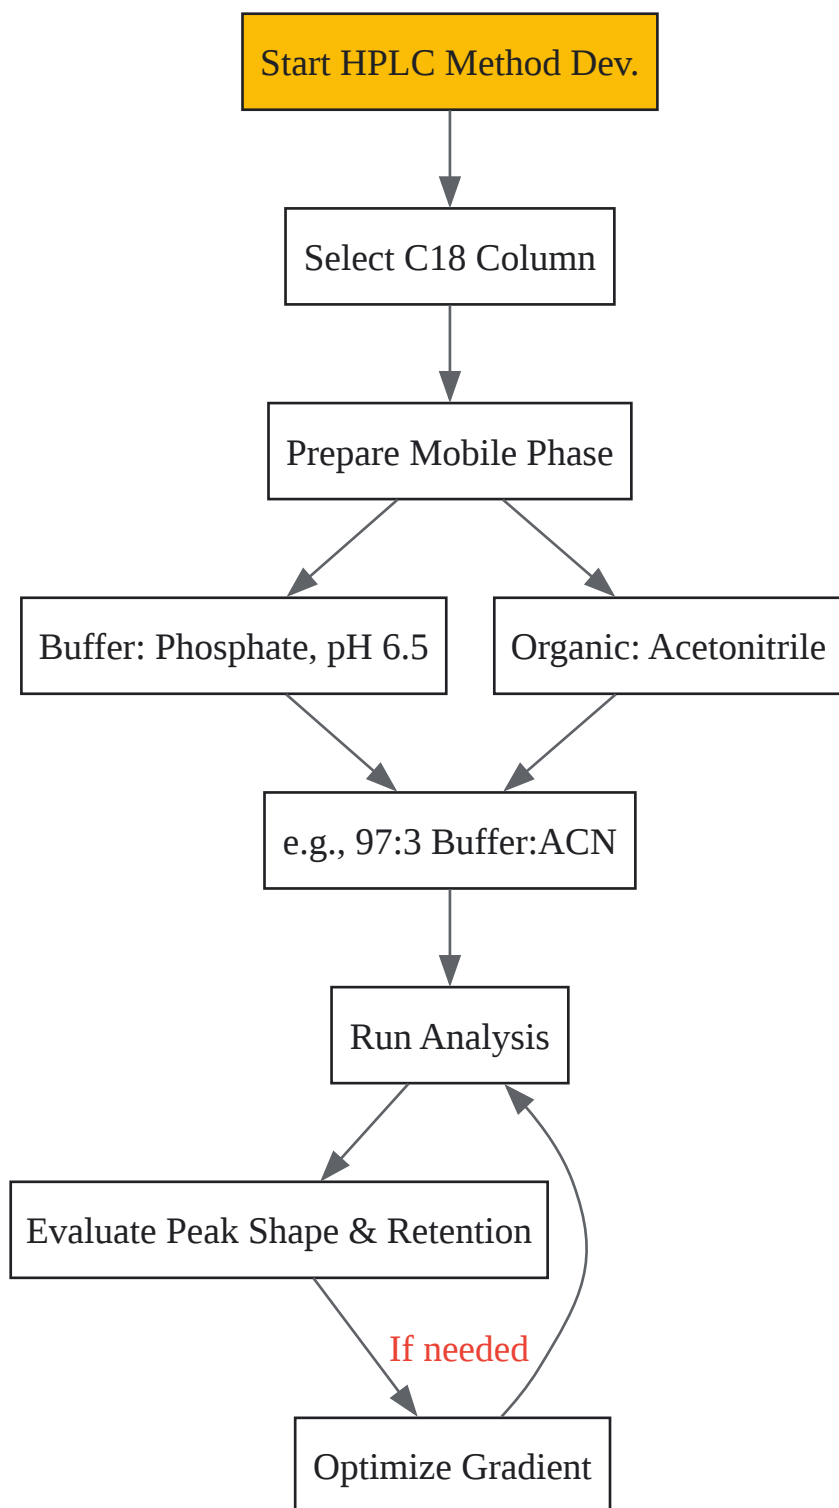 Start HPLC Method Dev.
Select C18 Column
Prepare Mobile Phase
Buffer: Phosphate, pH 6.5
Organic: Acetonitrile
e.g., 97:3 Buffer:ACN
Run Analysis
Evaluate Peak Shape & Retention
If needed
Optimize Gradient